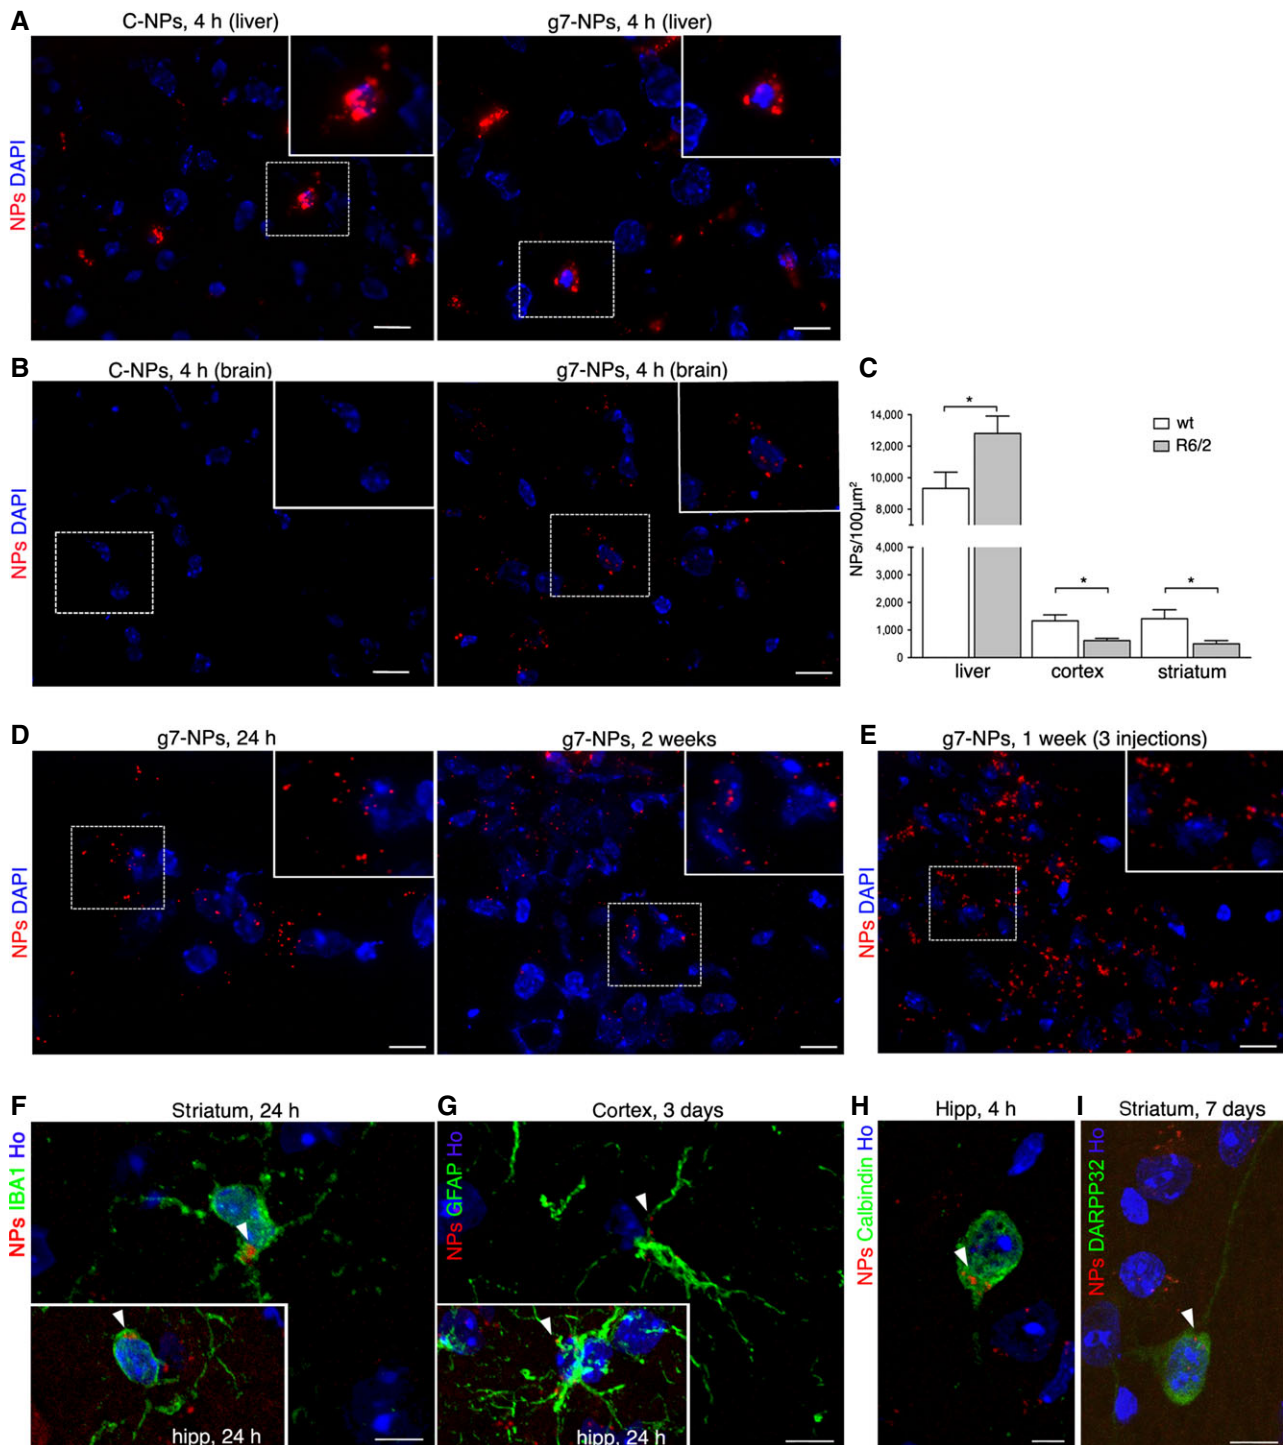 A
C-NPs, 4 h (liver)
g7-NPs, 4 h (liver)
NPs DAPI
B
C-NPs, 4 h (brain)
g7-NPs, 4 h (brain)
NPs DAPI
C
NPs/100µm²
14,000
12,000
10,000
8,000
4,000
3,000
2,000
1,000
0
*
*
*
wt
R6/2
liver
cortex
striatum
D
g7-NPs, 24 h
g7-NPs, 2 weeks
NPs DAPI
E
g7-NPs, 1 week (3 injections)
NPs DAPI
F
Striatum, 24 h
NPs IBA1 Ho
hipp, 24 h
G
Cortex, 3 days
NPs GFAP Ho
hipp, 24 h
H
Hipp, 4 h
NPs Calbindin Ho
I
Striatum, 7 days
NPs DARPP32 Ho